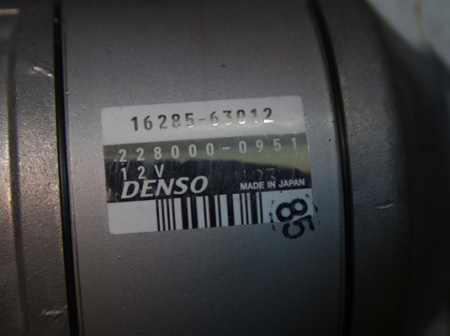 16285-63012
228000-0951
12V
DENSO MADE IN JAPAN
85